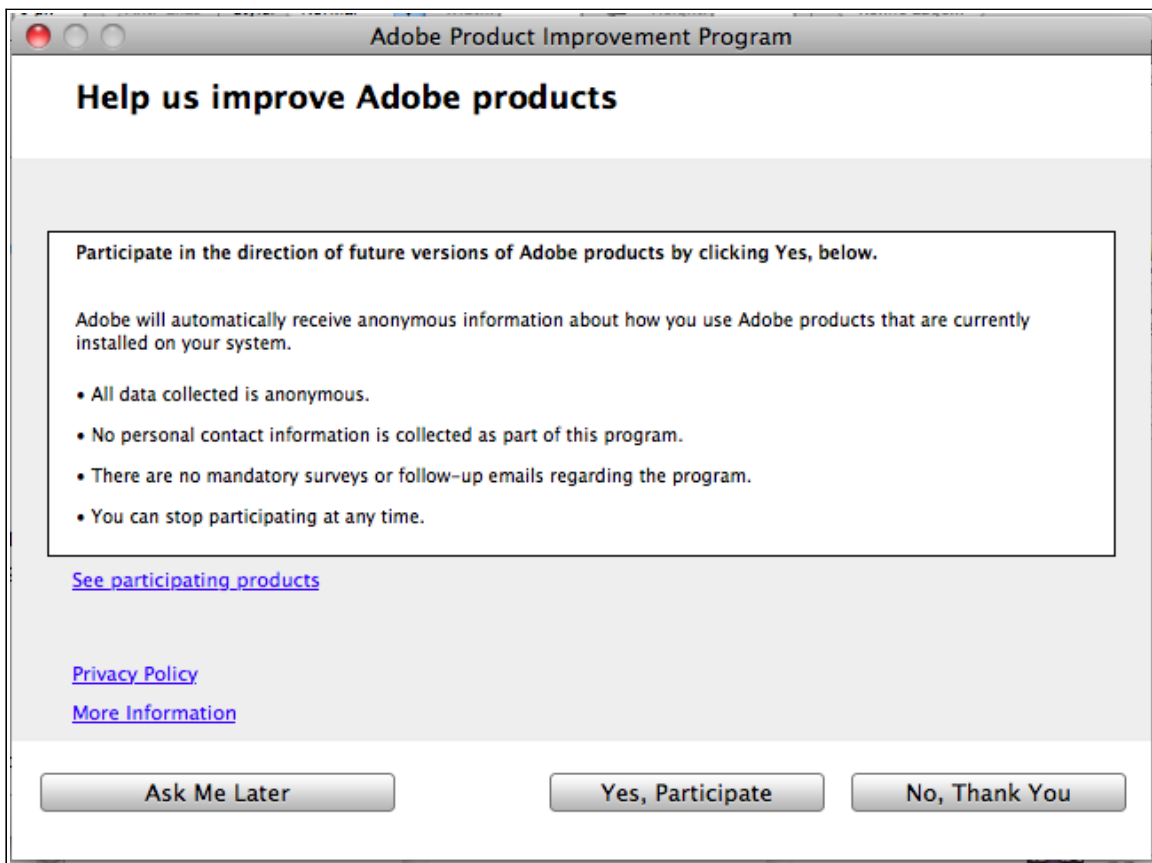 Adobe Product Improvement Program
Help us improve Adobe products
Participate in the direction of future versions of Adobe products by clicking Yes, below.
Adobe will automatically receive anonymous information about how you use Adobe products that are currently
installed on your system.
• All data collected is anonymous.
• No personal contact information is collected as part of this program.
• There are no mandatory surveys or follow-up emails regarding the program.
• You can stop participating at any time.
See participating products
Privacy Policy
More Information
Ask Me Later
Yes, Participate
No, Thank You